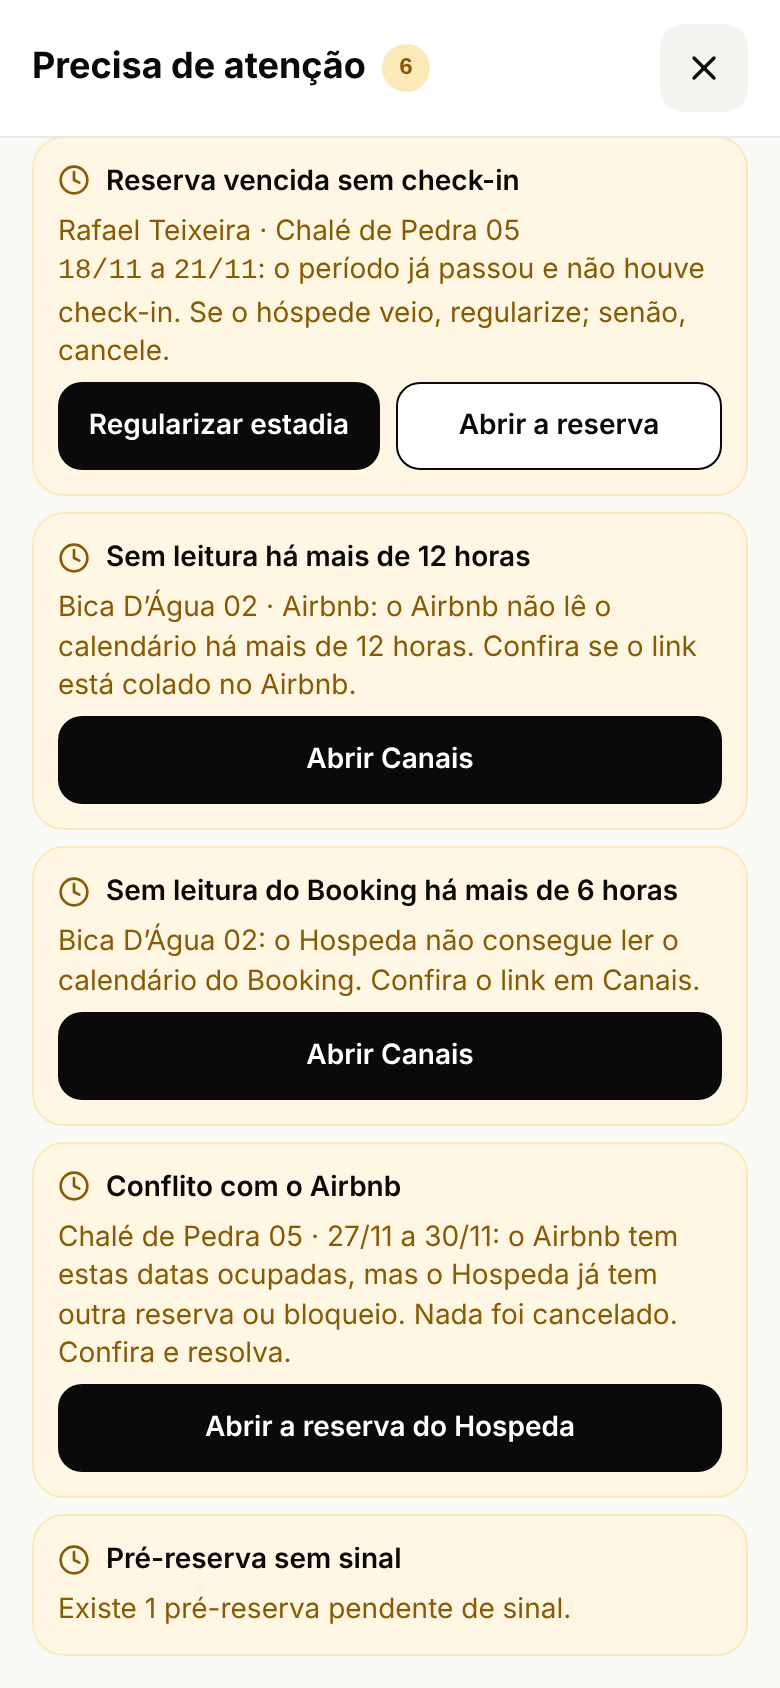 Precisa de atenção 6
Reserva vencida sem check-in
Rafael Teixeira · Chalé de Pedra 05
18/11 a 21/11: o período já passou e não houve
check-in. Se o hóspede veio, regularize; senão,
cancele.
Regularizar estadia
Abrir a reserva
Sem leitura há mais de 12 horas
Bica D’Água 02 · Airbnb: o Airbnb não lê o
calendário há mais de 12 horas. Confira se o link
está colado no Airbnb.
Abrir Canais
Sem leitura do Booking há mais de 6 horas
Bica D’Água 02: o Hospeda não consegue ler o
calendário do Booking. Confira o link em Canais.
Abrir Canais
Conflito com o Airbnb
Chalé de Pedra 05 · 27/11 a 30/11: o Airbnb tem
estas datas ocupadas, mas o Hospeda já tem
outra reserva ou bloqueio. Nada foi cancelado.
Confira e resolva.
Abrir a reserva do Hospeda
Pré-reserva sem sinal
Existe 1 pré-reserva pendente de sinal.